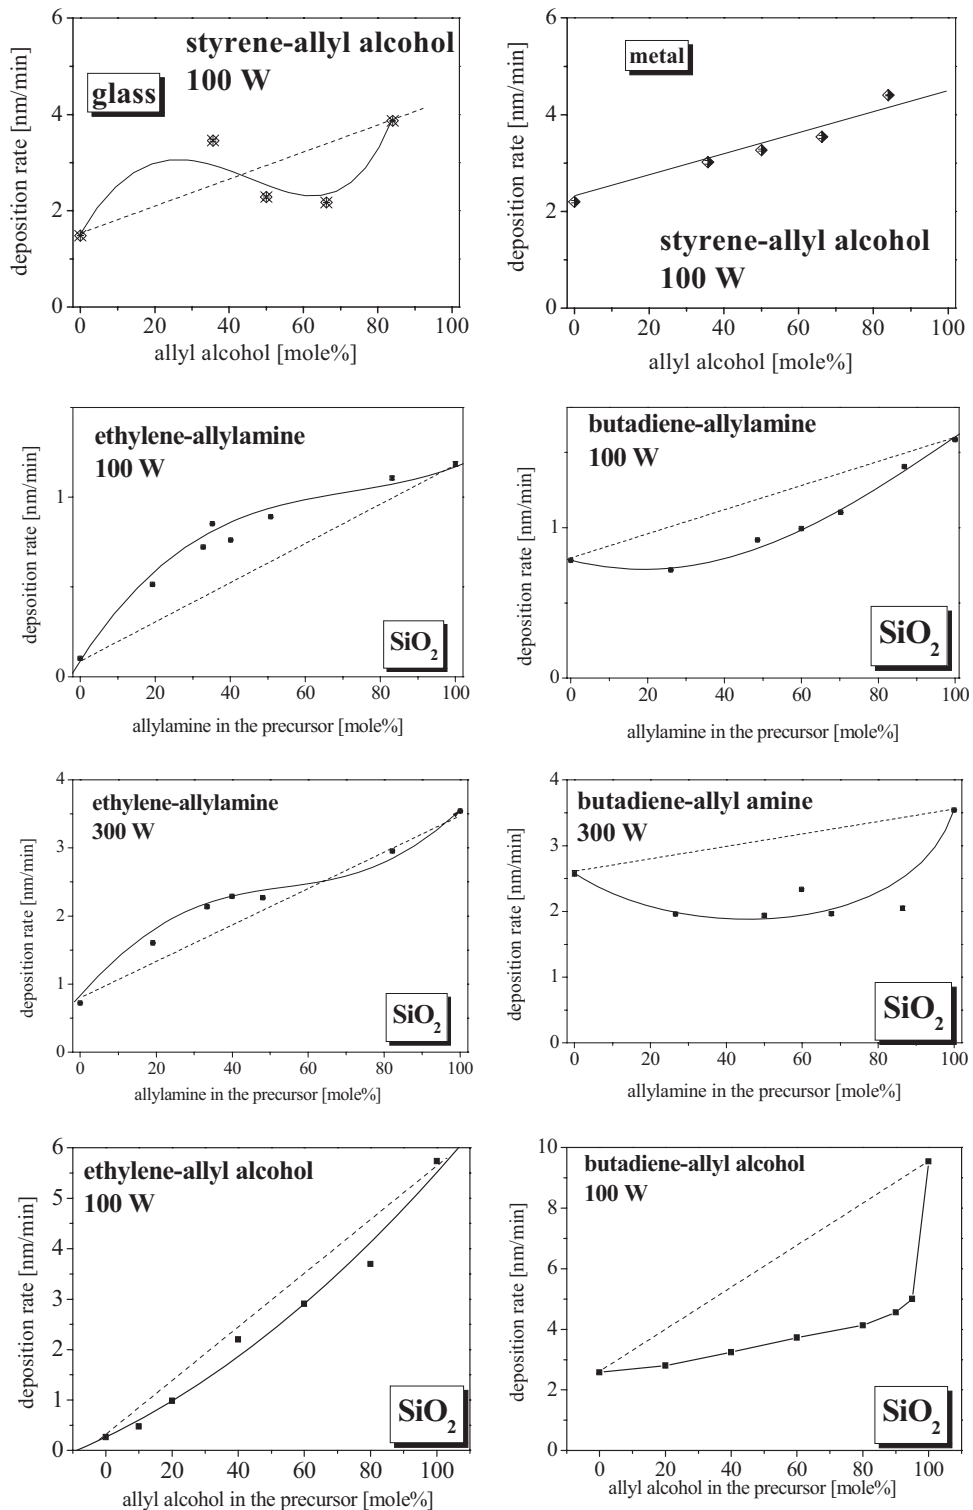 styrene-allyl alcohol
100 W
glass
deposition rate [nm/min]
6
4
2
0
0 20 40 60 80 100
allyl alcohol [mole%]
metal
styrene-allyl alcohol
100 W
deposition rate [nm/min]
6
4
2
0
0 20 40 60 80 100
allyl alcohol [mole%]
ethylene-allylamine
100 W
SiO2
depsoition rate [nm/min]
1
0
0 20 40 60 80 100
allylamine in the precursor [mole%]
butadiene-allylamine
100 W
SiO2
deposition rate [nm/min]
1
0
0 20 40 60 80 100
allylamine in the precursor [mole%]
ethylene-allylamine
300 W
SiO2
deposition rate [nm/min]
4
3
2
1
0
0 20 40 60 80 100
allylamine in the precursor [mole%]
butadiene-allyl amine
300 W
SiO2
deposition rate [nm/min]
4
3
2
1
0
0 20 40 60 80 100
allylamine in the precursor [mole%]
ethylene-allyl alcohol
100 W
SiO2
deposition rate [nm/min]
6
5
4
3
2
1
0
0 20 40 60 80 100
allyl alcohol in the precursor [mole%]
butadiene-allyl alcohol
100 W
SiO2
deposition rate [nm/min]
10
8
6
4
2
0
0 20 40 60 80 100
allyl alcohol in the precursor [mole%]